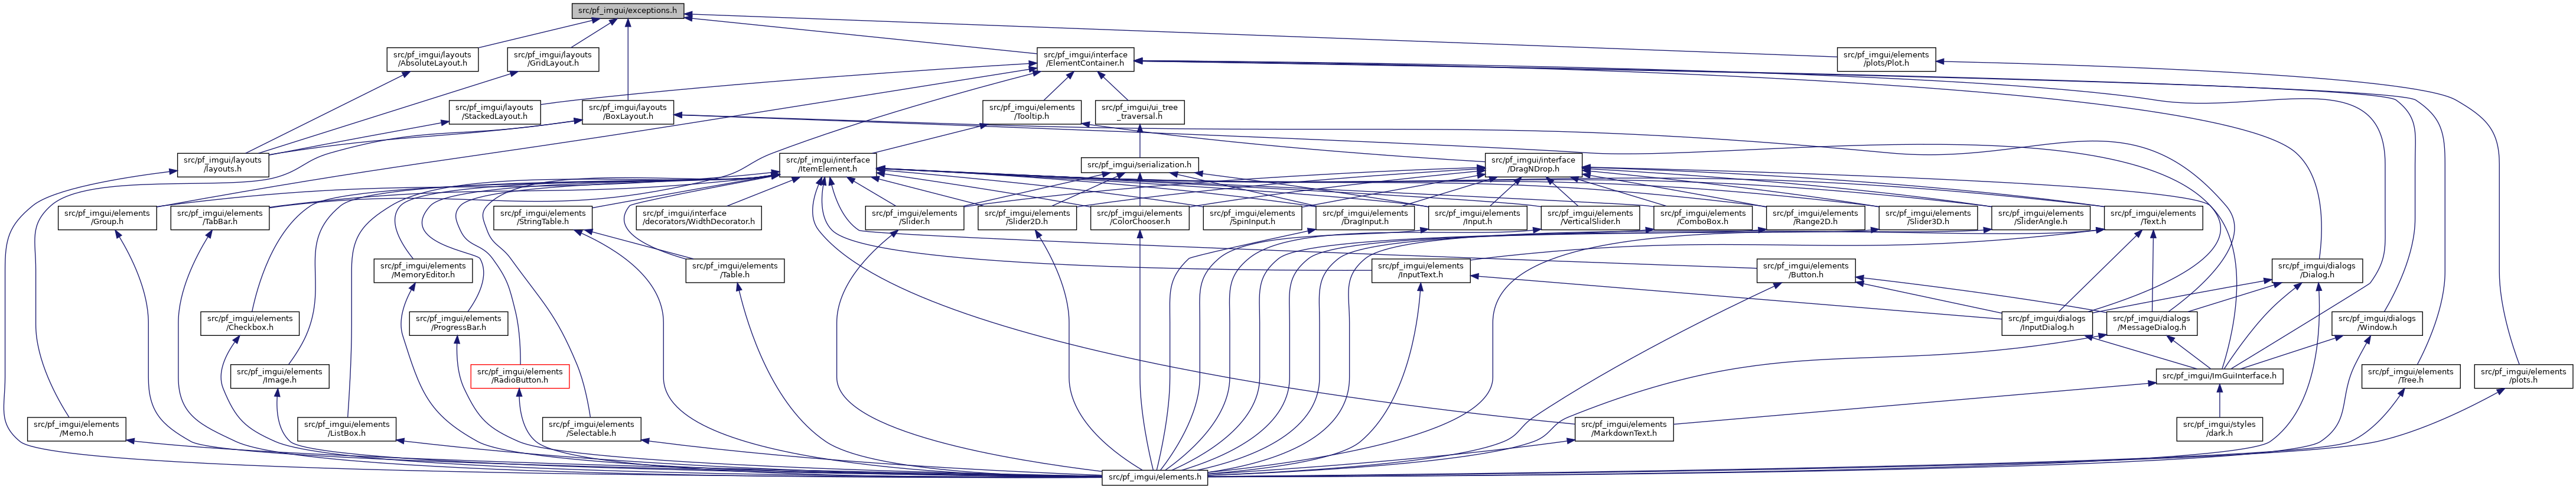 src/pf_imgui/exceptions.h
src/pf_imgui/layouts
/AbsoluteLayout.h
src/pf_imgui/layouts
/GridLayout.h
src/pf_imgui/interface
/ElementContainer.h
src/pf_imgui/elements
/plots/Plot.h
src/pf_imgui/layouts
/StackedLayout.h
src/pf_imgui/layouts
/BoxLayout.h
src/pf_imgui/elements
/Tooltip.h
src/pf_imgui/ui_tree
_traversal.h
src/pf_imgui/layouts
/layouts.h
src/pf_imgui/interface
/ItemElement.h
src/pf_imgui/serialization.h
src/pf_imgui/interface
/DragNDrop.h
src/pf_imgui/elements
/Group.h
src/pf_imgui/elements
/TabBar.h
src/pf_imgui/elements
/StringTable.h
src/pf_imgui/interface
/decorators/WidthDecorator.h
src/pf_imgui/elements
/Slider.h
src/pf_imgui/elements
/Slider2D.h
src/pf_imgui/elements
/ColorChooser.h
src/pf_imgui/elements
/SpinInput.h
src/pf_imgui/elements
/DragInput.h
src/pf_imgui/elements
/Input.h
src/pf_imgui/elements
/VerticalSlider.h
src/pf_imgui/elements
/ComboBox.h
src/pf_imgui/elements
/Range2D.h
src/pf_imgui/elements
/Slider3D.h
src/pf_imgui/elements
/SliderAngle.h
src/pf_imgui/elements
/Text.h
src/pf_imgui/elements
/MemoryEditor.h
src/pf_imgui/elements
/Table.h
src/pf_imgui/elements
/InputText.h
src/pf_imgui/elements
/Button.h
src/pf_imgui/dialogs
/Dialog.h
src/pf_imgui/elements
/Checkbox.h
src/pf_imgui/elements
/ProgressBar.h
src/pf_imgui/dialogs
/InputDialog.h
src/pf_imgui/dialogs
/MessageDialog.h
src/pf_imgui/dialogs
/Window.h
src/pf_imgui/elements
/Image.h
src/pf_imgui/elements
/RadioButton.h
src/pf_imgui/ImGuiInterface.h
src/pf_imgui/elements
/Tree.h
src/pf_imgui/elements
/plots.h
src/pf_imgui/elements
/Memo.h
src/pf_imgui/elements
/ListBox.h
src/pf_imgui/elements
/Selectable.h
src/pf_imgui/elements
/MarkdownText.h
src/pf_imgui/styles
/dark.h
src/pf_imgui/elements.h